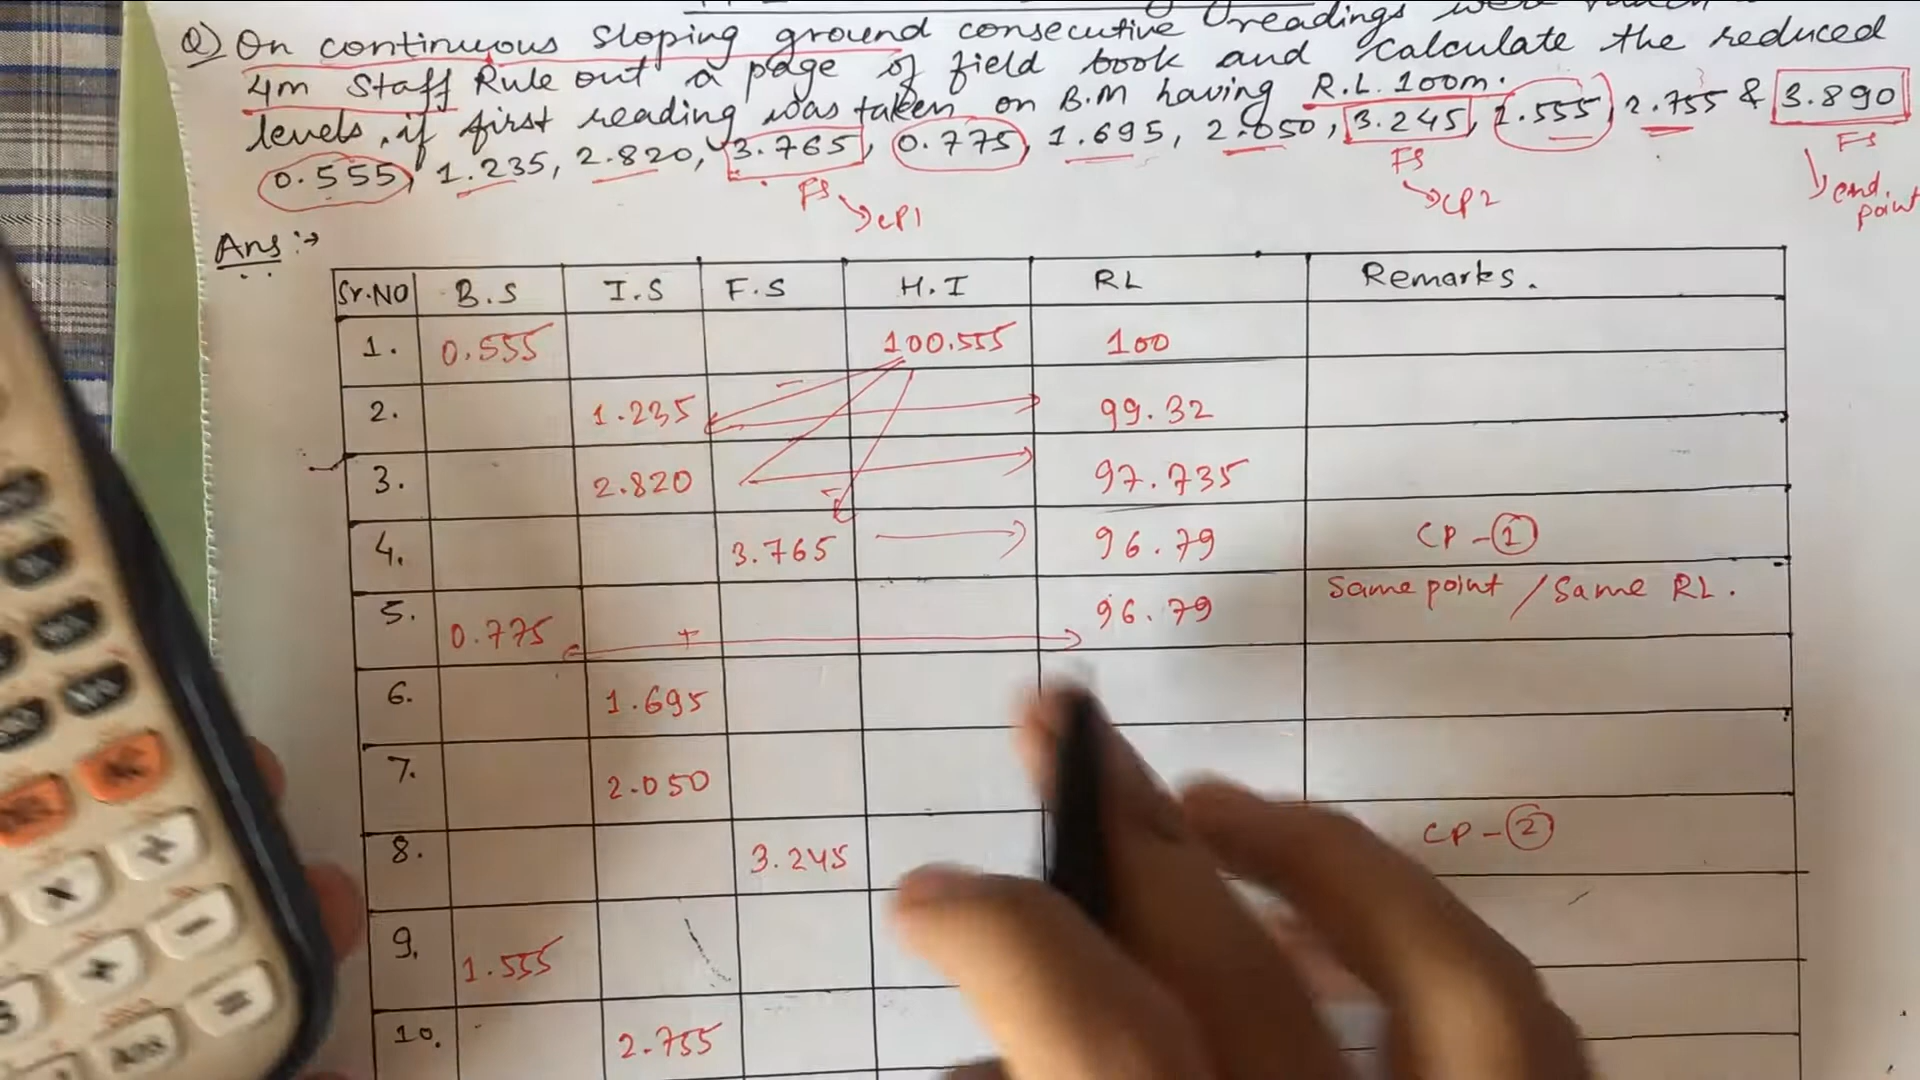 Q) On continuous sloping ground consecutive readings were
4m staff Rule out a page of field book and calculate the reduced
levels, if first reading was taken on B.M having R.L. 100m.
0.555, 1.235, 2.820, 3.765, 0.775, 1.695, 2.050, 3.245, 1.555, 2.755 & 3.890
FS
CP1
FS
CP2
FS
end point
Ans :→
Sr.NO B.S I.S F.S H.I RL Remarks.
1. 0.555 100.555 100
2. 1.235 99.32
3. 2.820 97.735
4. 3.765 96.79 CP-1
5. 0.775 + 96.79 Same point / Same RL.
6. 1.695
7. 2.050
8. 3.245 CP-2
9. 1.555
10. 2.755
Ans